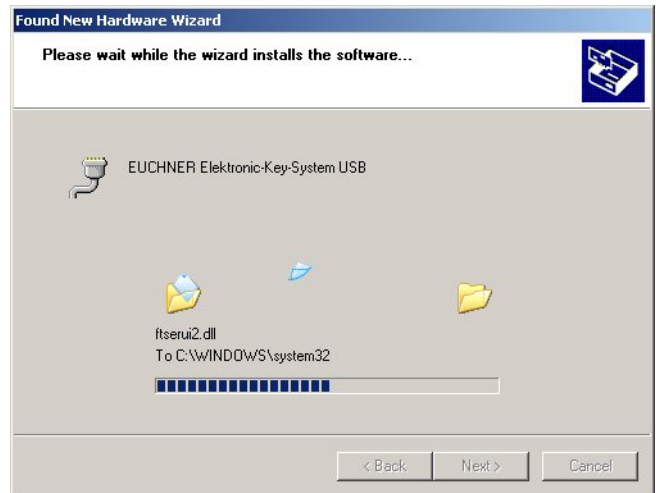 Found New Hardware Wizard
Please wait while the wizard installs the software...
EUCHNER Elektronic-Key-System USB
ftserui2.dll
To C:\WINDOWS\system32
< Back
Next >
Cancel